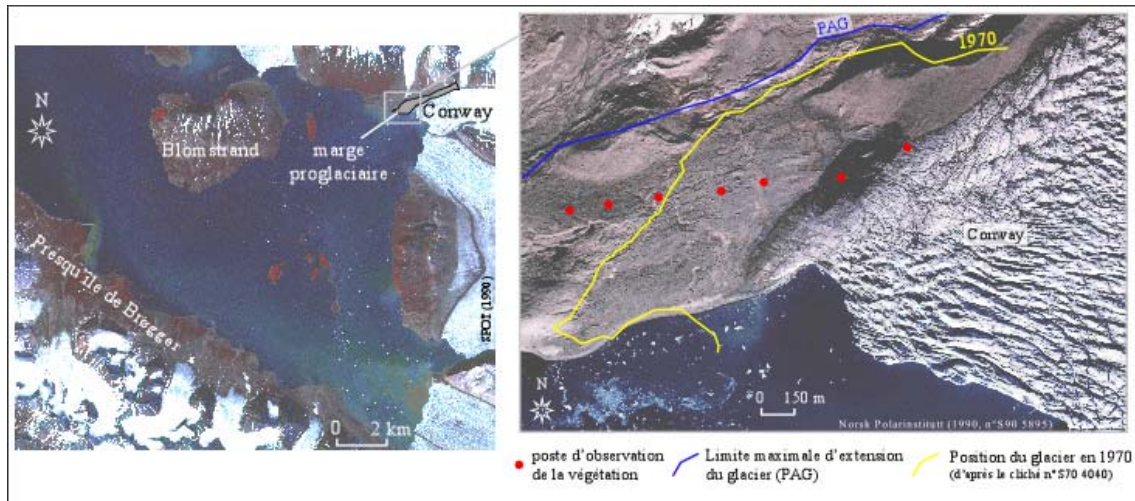 N
Blomstrand
marge
proglaciaire
Conway
Presqu'île de Brøgger
SPOT (1990)
0 2 km
PAG
1970
Conway
N
0 150 m
Norsk Polarinstitutt (1990, n°S90 5895)
poste d'observation
de la végétation
Limite maximale d'extension
du glacier (PAG)
Position du glacier en 1970
(d'après le cliché n° S70 4040)